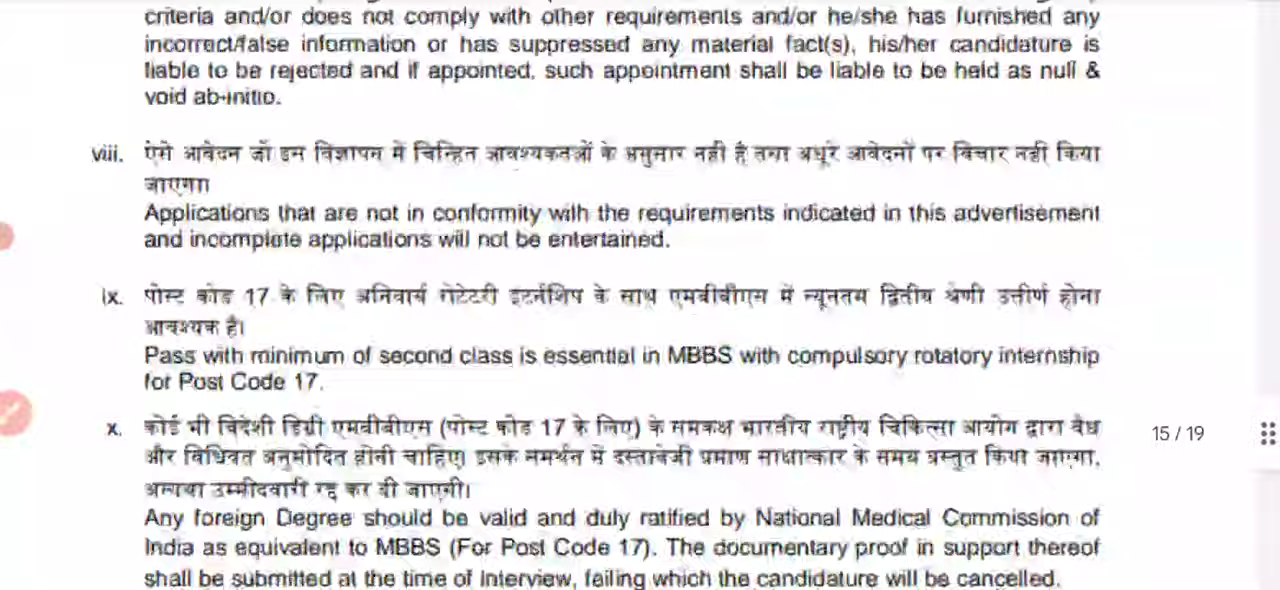 criteria and/or does not comply with other requirements and/or he/she has furnished any
incorrect/false information or has suppressed any material fact(s), his/her candidature is
liable to be rejected and if appointed, such appointment shall be liable to be held as null &
void ab-initio.
viii. ऐसे आवेदन जो इस विज्ञापन में चिन्हित आवश्यकतओं के अनुसार नहीं है तथा अधूरे आवेदनों पर विचार नहीं किया
जाएगा।
Applications that are not in conformity with the requirements indicated in this advertisement
and incomplete applications will not be entertained.
ix. पोस्ट कोड 17 के लिए अनिवार्य रोटेटरी इंटर्नशिप के साथ एमबीबीएस में न्यूनतम द्वितीय श्रेणी उत्तीर्ण होना
आवश्यक है।
Pass with minimum of second class is essential in MBBS with compulsory rotatory internship
for Post Code 17.
x. कोई भी विदेशी डिग्री एमबीबीएस (पोस्ट कोड 17 के लिए) के समकक्ष भारतीय राष्ट्रीय चिकित्सा आयोग द्वारा वैध
और विधिवत अनुमोदित होनी चाहिए। इसके समर्थन में दस्तावेजी प्रमाण साक्षात्कार के समय प्रस्तुत किया जाएगा,
अन्यथा उम्मीदवारी रद्द कर दी जाएगी।
Any foreign Degree should be valid and duly ratified by National Medical Commission of
India as equivalent to MBBS (For Post Code 17). The documentary proof in support thereof
shall be submitted at the time of Interview, failing which the candidature will be cancelled.
15 / 19